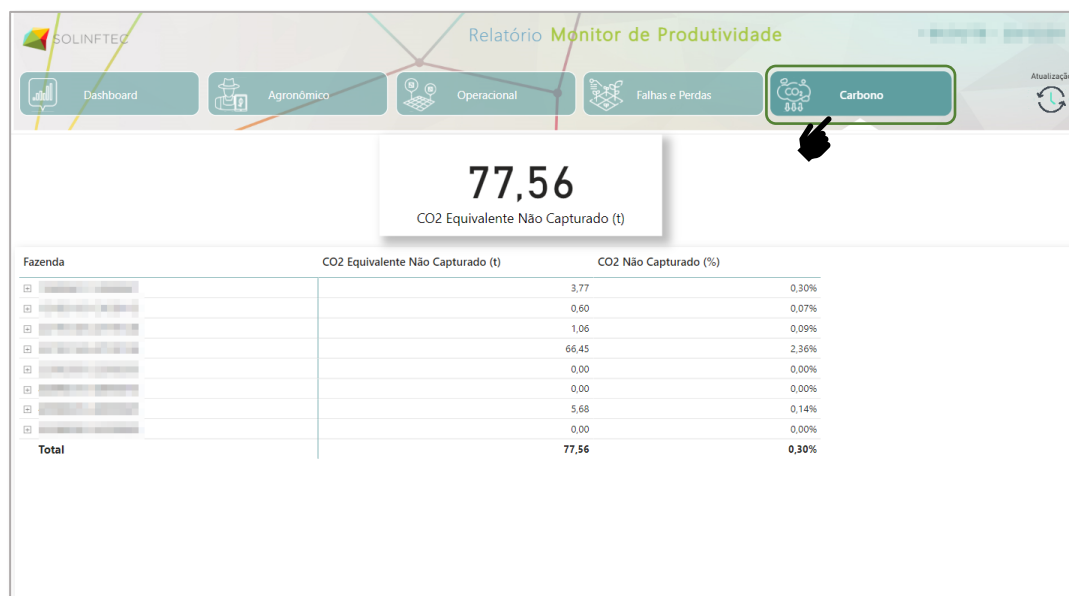 SOLINFTEC
Relatório Monitor de Produtividade
Dashboard
Agronômico
Operacional
Falhas e Perdas
CO2
Carbono
Atualização
77,56
CO2 Equivalente Não Capturado (t)
Fazenda CO2 Equivalente Não Capturado (t) CO2 Não Capturado (%)
3,77 0,30%
0,60 0,07%
1,06 0,09%
66,45 2,36%
0,00 0,00%
0,00 0,00%
5,68 0,14%
0,00 0,00%
Total 77,56 0,30%